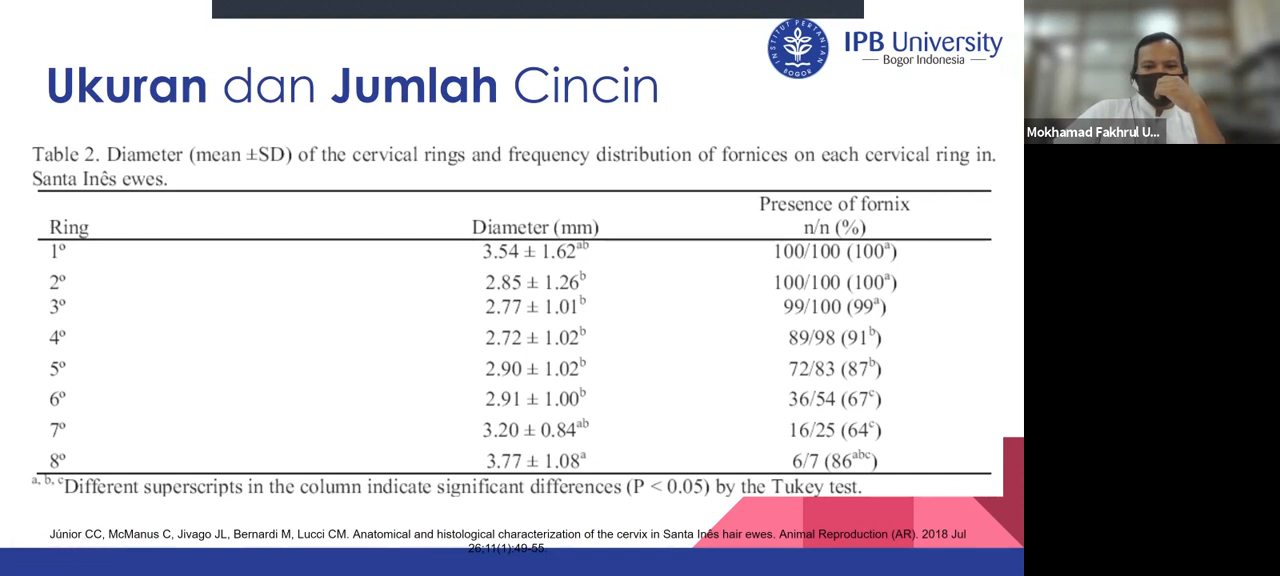 INSTITUT PERTANIAN
BOGOR
IPB University
Bogor Indonesia
Ukuran dan Jumlah Cincin
Mokhamad Fakhrul U...
Table 2. Diameter (mean ±SD) of the cervical rings and frequency distribution of fornices on each cervical ring in.
Santa Inês ewes.
Presence of fornix
Ring Diameter (mm) n/n (%)
1º 3.54 ± 1.62ᵃᵇ 100/100 (100ᵃ)
2º 2.85 ± 1.26ᵇ 100/100 (100ᵃ)
3º 2.77 ± 1.01ᵇ 99/100 (99ᵃ)
4º 2.72 ± 1.02ᵇ 89/98 (91ᵇ)
5º 2.90 ± 1.02ᵇ 72/83 (87ᵇ)
6º 2.91 ± 1.00ᵇ 36/54 (67ᶜ)
7º 3.20 ± 0.84ᵃᵇ 16/25 (64ᶜ)
8º 3.77 ± 1.08ᵃ 6/7 (86ᵃᵇᶜ)
ᵃ, ᵇ, ᶜDifferent superscripts in the column indicate significant differences (P < 0.05) by the Tukey test.
Júnior CC, McManus C, Jivago JL, Bernardi M, Lucci CM. Anatomical and histological characterization of the cervix in Santa Inês hair ewes. Animal Reproduction (AR). 2018 Jul
26;11(1):49-55.